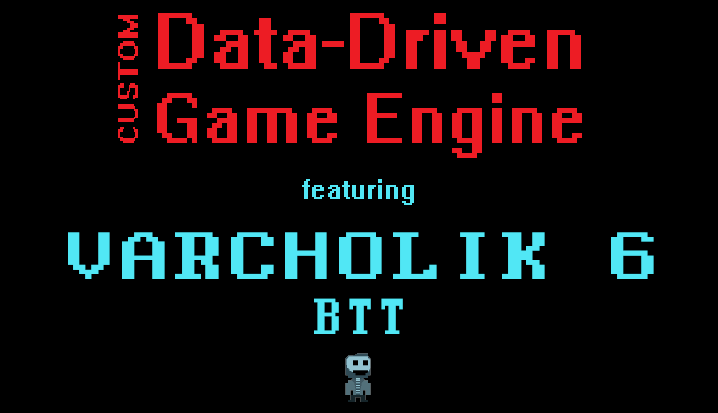 CUSTOM
Data-Driven
Game Engine
featuring
VARCHOLIK 6
BTT